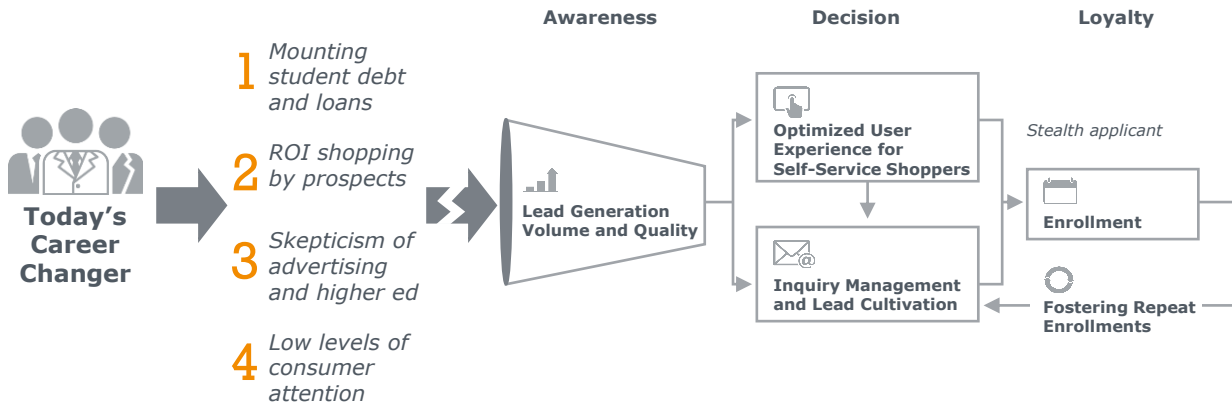 Awareness
Decision
Loyalty
Today's
Career
Changer
1
Mounting
student debt
and loans
2
ROI shopping
by prospects
3
Skepticism of
advertising
and higher ed
4
Low levels of
consumer
attention
Lead Generation
Volume and Quality
Optimized User
Experience for
Self-Service Shoppers
@
Inquiry Management
and Lead Cultivation
Stealth applicant
Enrollment
Fostering Repeat
Enrollments